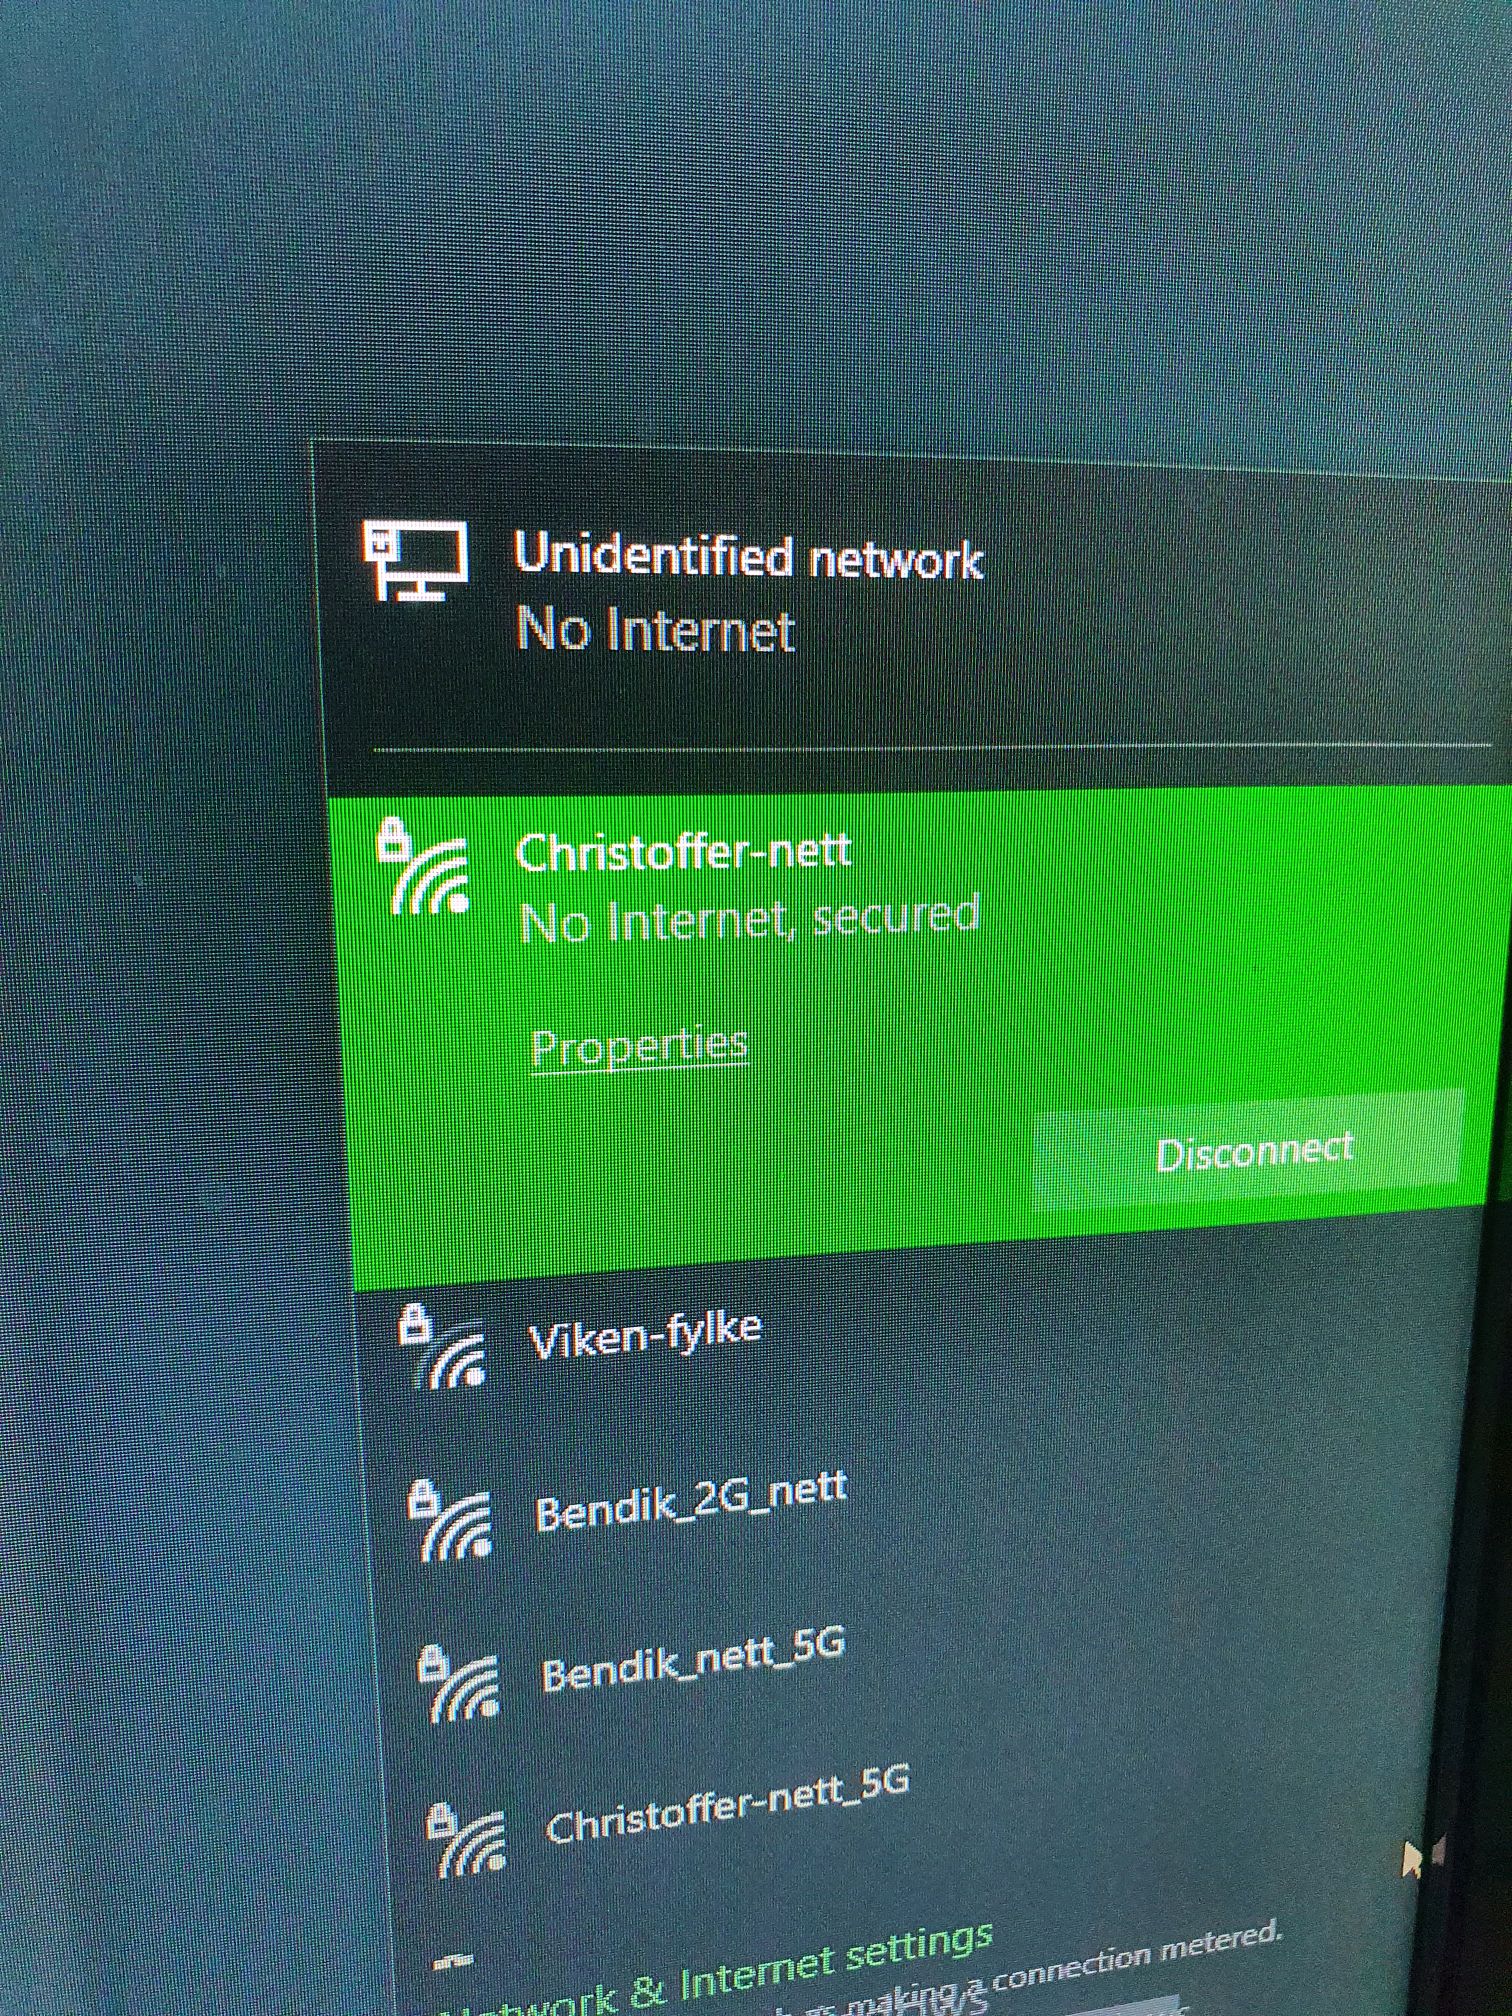 Unidentified network
No Internet
Christoffer-nett
No Internet, secured
Properties
Disconnect
Viken-fylke
Bendik_2G_nett
Bendik_nett_5G
Christoffer-nett_5G
Network & Internet settings
making a connection metered.